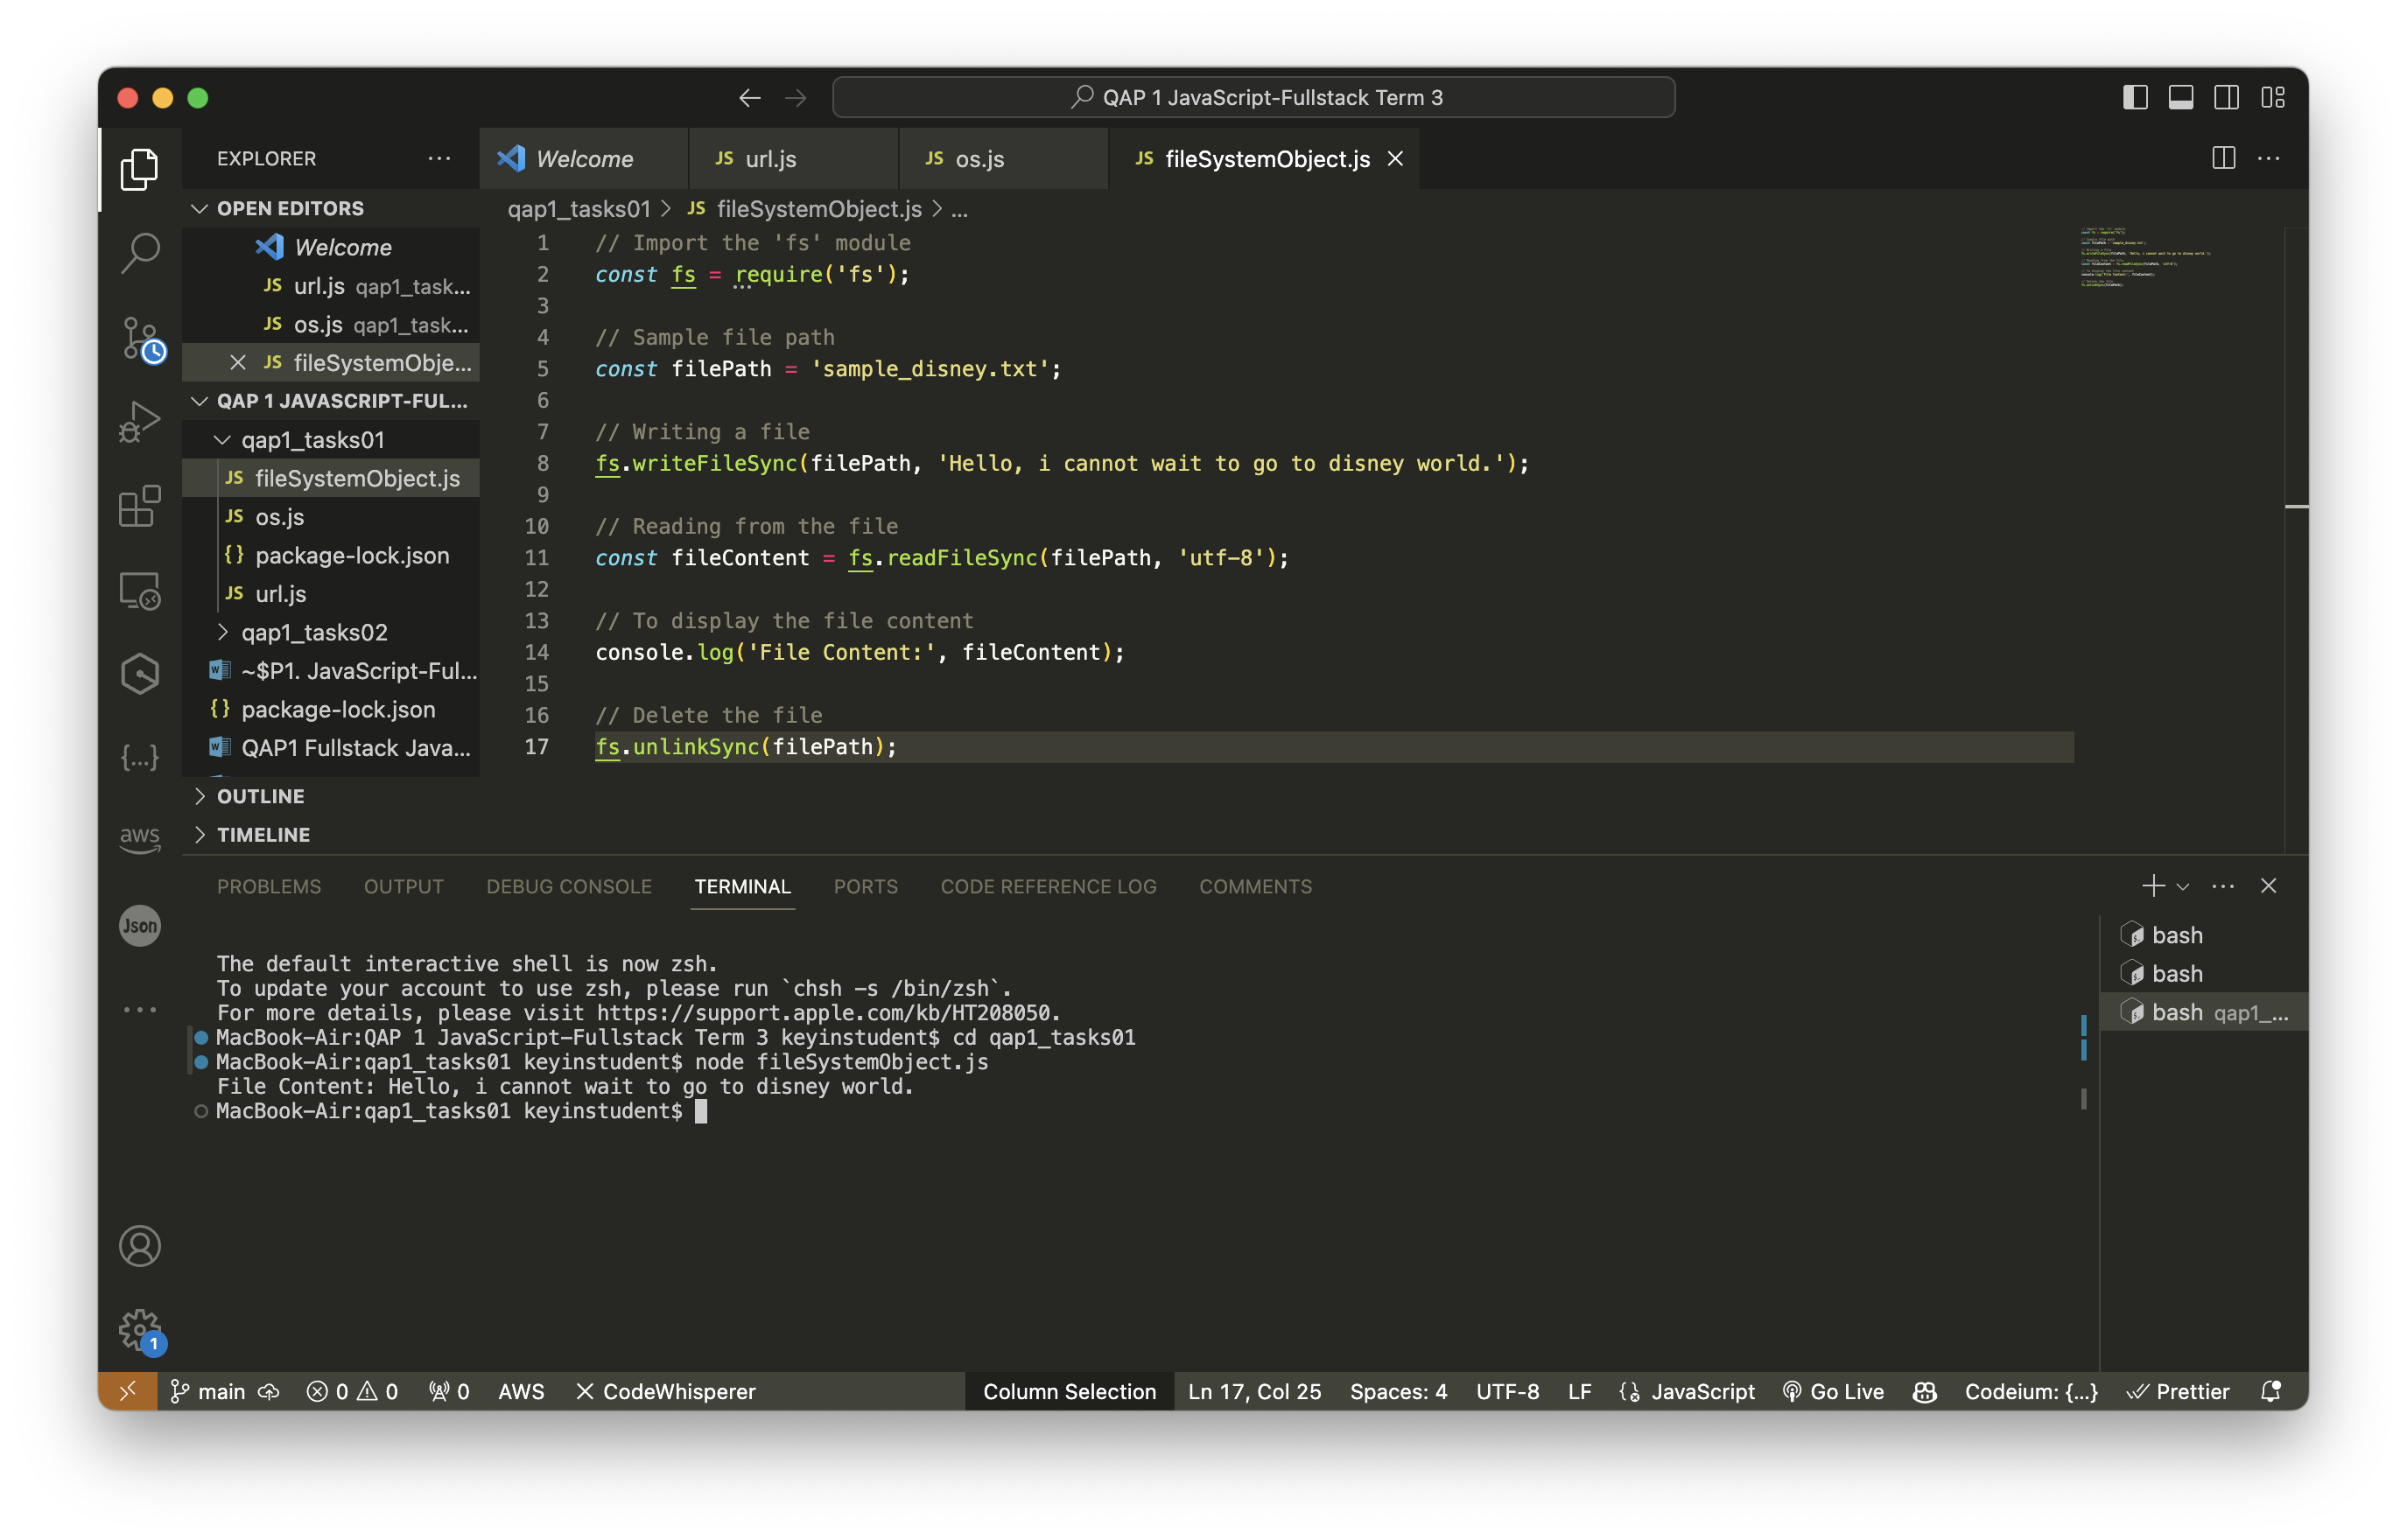 QAP 1 JavaScript-Fullstack Term 3
EXPLORER
Welcome
JS url.js
JS os.js
JS fileSystemObject.js
OPEN EDITORS
Welcome
JS url.js qap1_task...
JS os.js qap1_task...
JS fileSystemObje...
QAP 1 JAVASCRIPT-FUL...
qap1_tasks01
JS fileSystemObject.js
JS os.js
{} package-lock.json
JS url.js
qap1_tasks02
~$P1. JavaScript-Ful...
{} package-lock.json
QAP1 Fullstack Java...
OUTLINE
TIMELINE
{...}
aws
Json
1
qap1_tasks01 > JS fileSystemObject.js > ...
1 // Import the 'fs' module
2 const fs = require('fs');
3
4 // Sample file path
5 const filePath = 'sample_disney.txt';
6
7 // Writing a file
8 fs.writeFileSync(filePath, 'Hello, i cannot wait to go to disney world.');
9
10 // Reading from the file
11 const fileContent = fs.readFileSync(filePath, 'utf-8');
12
13 // To display the file content
14 console.log('File Content:', fileContent);
15
16 // Delete the file
17 fs.unlinkSync(filePath);
PROBLEMS OUTPUT DEBUG CONSOLE TERMINAL PORTS CODE REFERENCE LOG COMMENTS
The default interactive shell is now zsh.
To update your account to use zsh, please run `chsh -s /bin/zsh`.
For more details, please visit https://support.apple.com/kb/HT208050.
MacBook-Air:QAP 1 JavaScript-Fullstack Term 3 keyinstudent$ cd qap1_tasks01
MacBook-Air:qap1_tasks01 keyinstudent$ node fileSystemObject.js
File Content: Hello, i cannot wait to go to disney world.
MacBook-Air:qap1_tasks01 keyinstudent$
bash
bash
bash qap1_...
main 0 0 0 AWS CodeWhisperer Column Selection Ln 17, Col 25 Spaces: 4 UTF-8 LF JavaScript Go Live Codeium: {...} Prettier